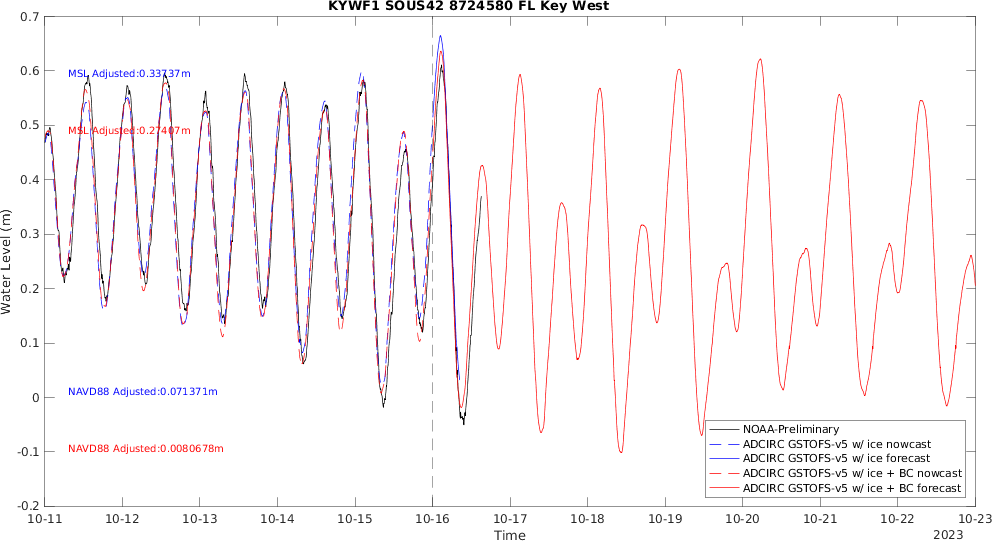 KYWF1 SOUS42 8724580 FL Key West
0.7
0.6
0.5
0.4
0.3
0.2
0.1
0
-0.1
-0.2
Water Level (m)
MSL Adjusted:0.33737m
MSL Adjusted:0.27407m
NAVD88 Adjusted:0.071371m
NAVD88 Adjusted:0.0080678m
NOAA-Preliminary
ADCIRC GSTOFS-v5 w/ ice nowcast
ADCIRC GSTOFS-v5 w/ ice forecast
ADCIRC GSTOFS-v5 w/ ice + BC nowcast
ADCIRC GSTOFS-v5 w/ ice + BC forecast
10-11 10-12 10-13 10-14 10-15 10-16 10-17 10-18 10-19 10-20 10-21 10-22 10-23
Time
2023